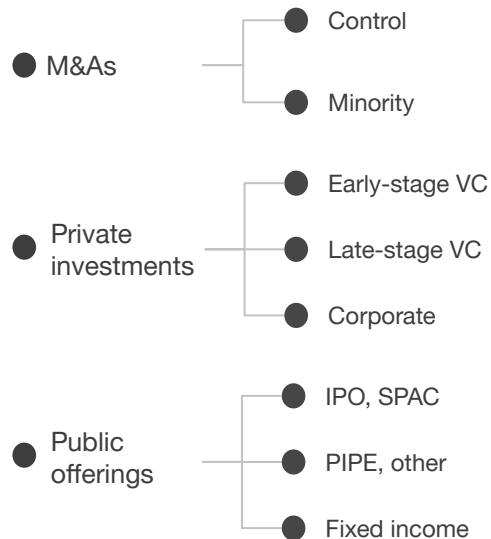 M&As
Control
Minority
Private
investments
Early-stage VC
Late-stage VC
Corporate
Public
offerings
IPO, SPAC
PIPE, other
Fixed income